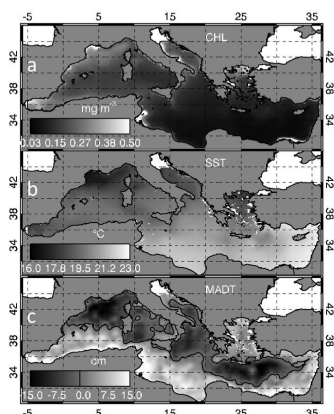 -5 5 15 25 35
42 CHL 42
38 a 38
mg m⁻³
34 34
0.03 0.15 0.27 0.38 0.50
42 SST 42
38 b 38
°C
34 34
16.0 17.8 19.5 21.2 23.0
42 MADT 42
38 c 38
cm
34 34
-15.0 -7.5 0.0 7.5 15.0
-5 5 15 25 35